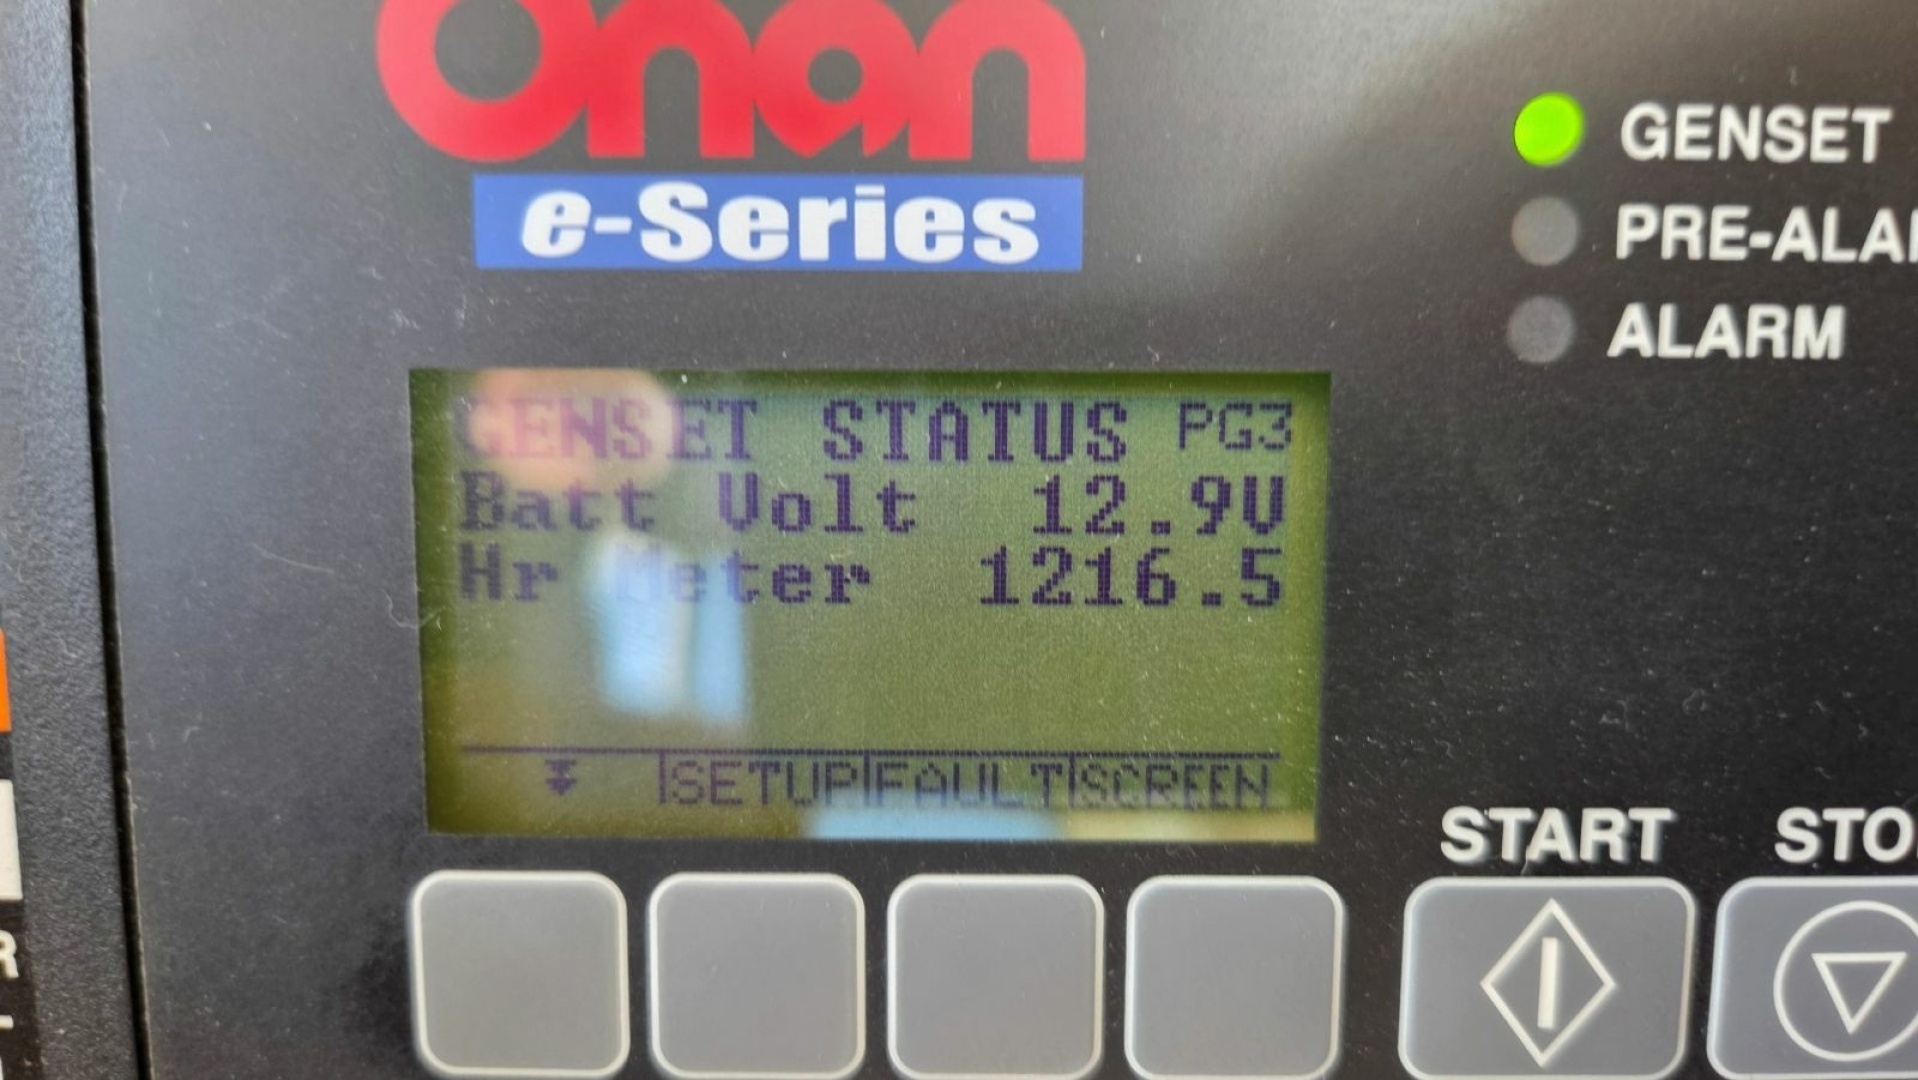 Onan
e-Series
GENSET
PRE-ALA
ALARM
GENSET STATUS PG3
Batt Volt 12.9V
Hr Meter 1216.5
SETUP|FAULT|SCREEN
START
STO
R